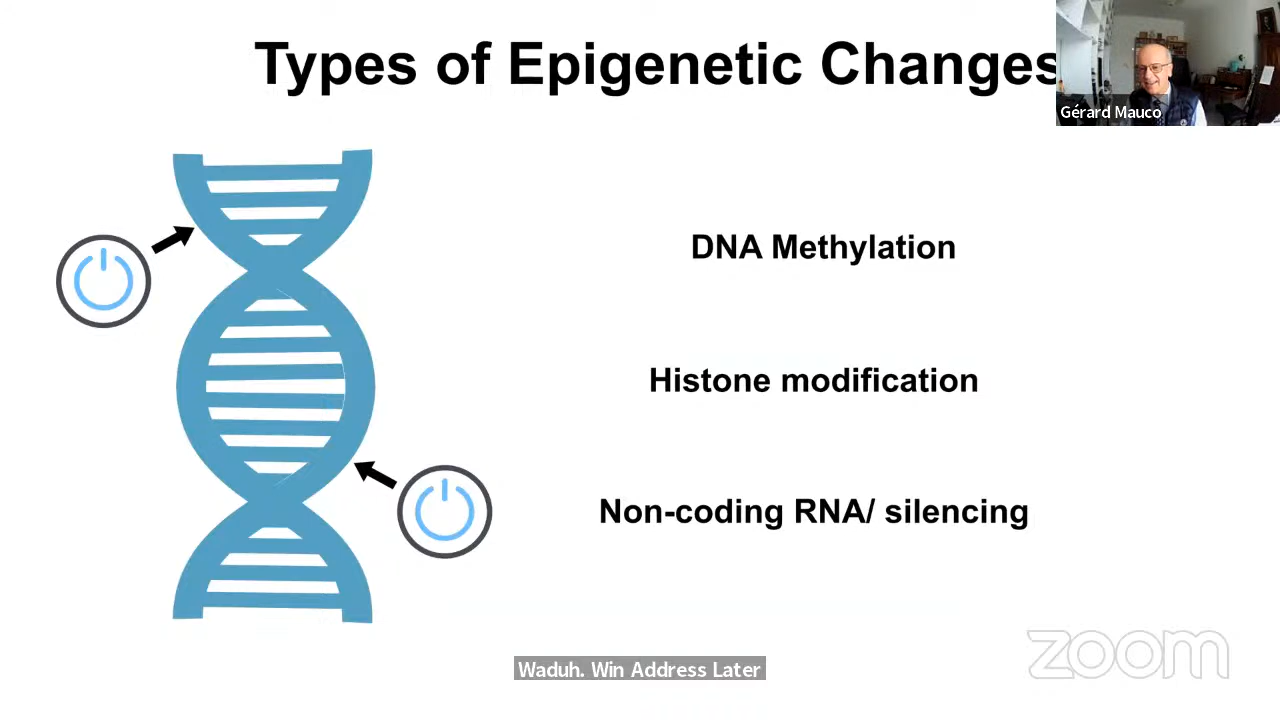 Types of Epigenetic Changes
Gérard Mauco
DNA Methylation
Histone modification
Non-coding RNA/ silencing
zoom
Waduh. Win Address Later